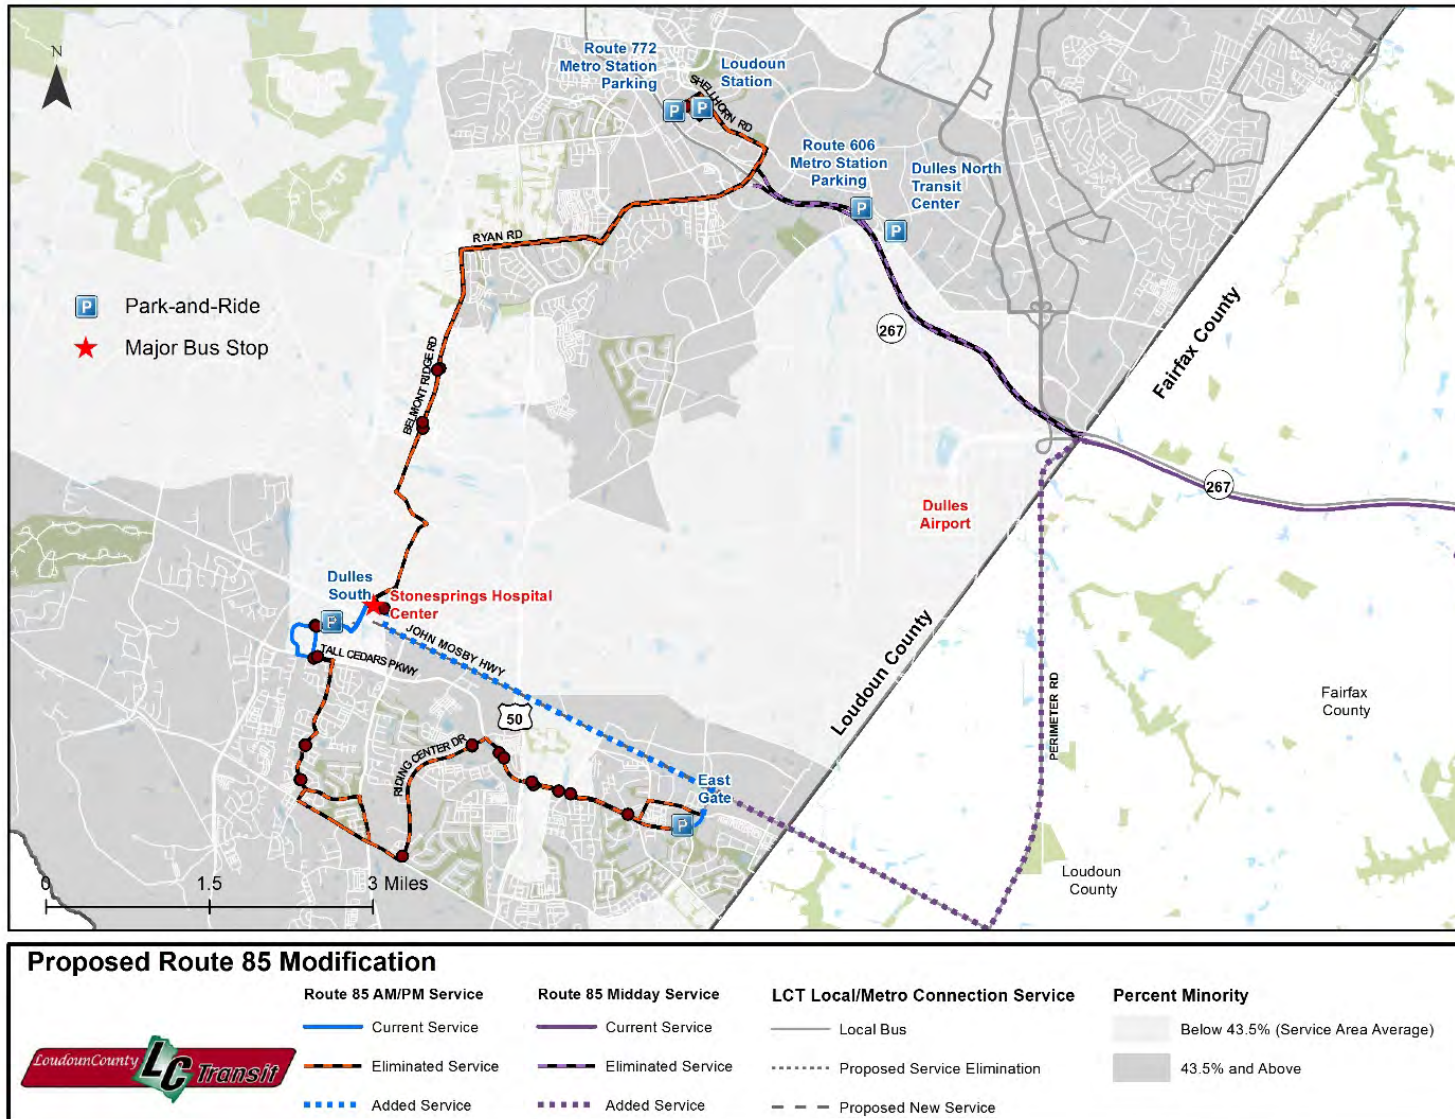 N
Route 772
Metro Station
Parking
Loudoun
Station
SHELLHORN RD
Route 606
Metro Station
Parking
Dulles North
Transit
Center
RYAN RD
P
Park-and-Ride
Major Bus Stop
BELMONT RIDGE RD
267
Fairfax County
267
Dulles
Airport
Dulles
South
Stonesprings Hospital
Center
JOHN MOSBY HWY
TALL CEDARS PKWY
Loudoun County
PERIMETER RD
50
Fairfax
County
RIDING CENTER DR
East
Gate
Loudoun
County
0
1.5
3 Miles
Proposed Route 85 Modification
LoudounCounty LC Transit
Route 85 AM/PM Service
Current Service
Eliminated Service
Added Service
Route 85 Midday Service
Current Service
Eliminated Service
Added Service
LCT Local/Metro Connection Service
Local Bus
Proposed Service Elimination
Proposed New Service
Percent Minority
Below 43.5% (Service Area Average)
43.5% and Above